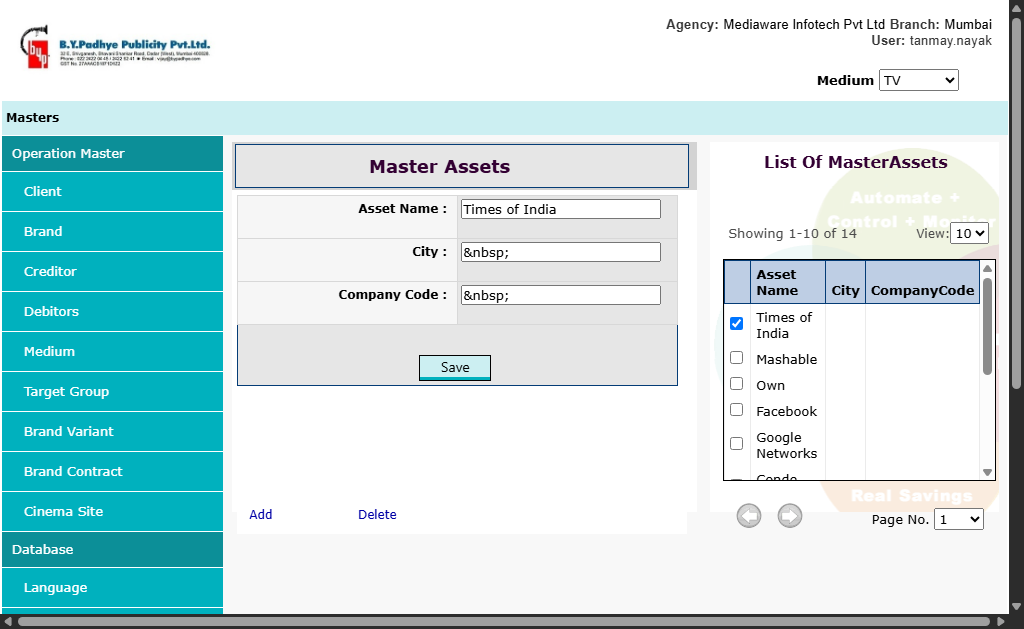 Agency: Mediaware Infotech Pvt Ltd Branch: Mumbai
User: tanmay.nayak
B.Y.Padhye Publicity Pvt.Ltd.
Medium TV
Masters
Operation Master
Client
Brand
Creditor
Debitors
Medium
Target Group
Brand Variant
Brand Contract
Cinema Site
Database
Language
Master Assets
Asset Name : Times of India
City : &nbsp;
Company Code : &nbsp;
Save
Add Delete
List Of MasterAssets
Automate +
Control + Monitor
Showing 1-10 of 14 View: 10
Asset Name City CompanyCode
Times of India
Mashable
Own
Facebook
Google Networks
Conde
Real Savings
Page No. 1